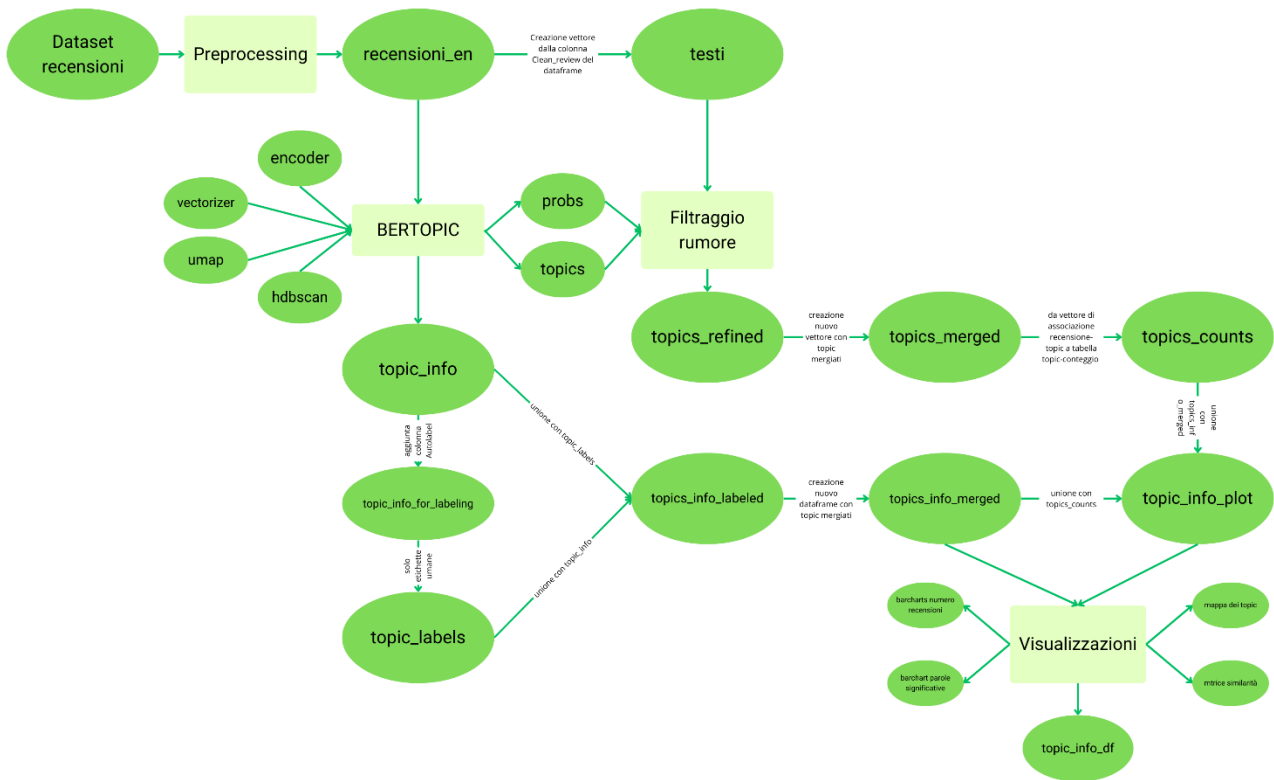 Dataset
recensioni
Preprocessing
recensioni_en
Creazione vettore
dalla colonna
Clean_review del
dataframe
testi
encoder
vectorizer
umap
hdbscan
BERTOPIC
probs
topics
Filtraggio
rumore
topics_refined
creazione
nuovo
vettore con
topic
mergiati
topics_merged
da vettore di
associazione
recensione-
topic a tabella
topic-conteggio
topics_counts
topic_info
aggiunta
colonna
Autolabel
unione con topic_labels
unione
con
topics_inf
o_merged
topic_info_for_labeling
topics_info_labeled
creazione
nuovo
dataframe con
topic mergiati
topics_info_merged
unione con
topics_counts
topic_info_plot
solo
etichette
umane
unione con topic_info
topic_labels
barcharts numero
recensioni
mappa dei topic
Visualizzazioni
barchart parole
significative
mtrice similarità
topic_info_df